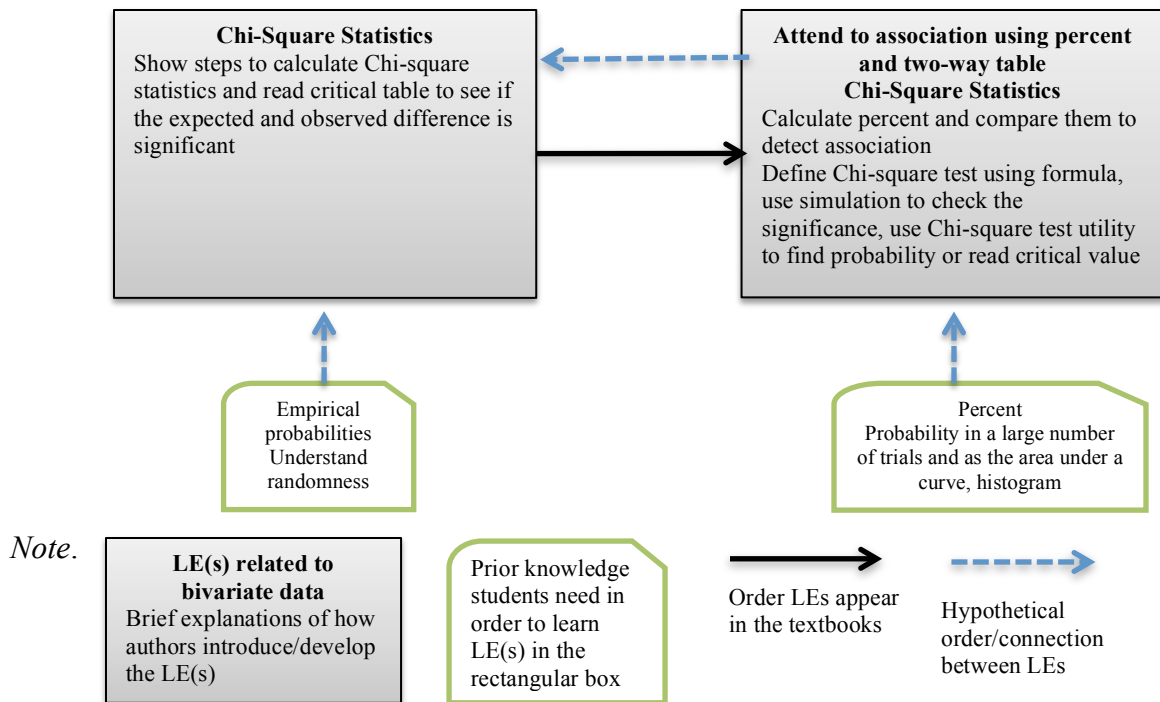 Chi-Square Statistics
Show steps to calculate Chi-square
statistics and read critical table to see if
the expected and observed difference is
significant
Attend to association using percent
and two-way table
Chi-Square Statistics
Calculate percent and compare them to
detect association
Define Chi-square test using formula,
use simulation to check the
significance, use Chi-square test utility
to find probability or read critical value
Empirical
probabilities
Understand
randomness
Percent
Probability in a large number
of trials and as the area under a
curve, histogram
Note.
LE(s) related to
bivariate data
Brief explanations of how
authors introduce/develop
the LE(s)
Prior knowledge
students need in
order to learn
LE(s) in the
rectangular box
Order LEs appear
in the textbooks
Hypothetical
order/connection
between LEs